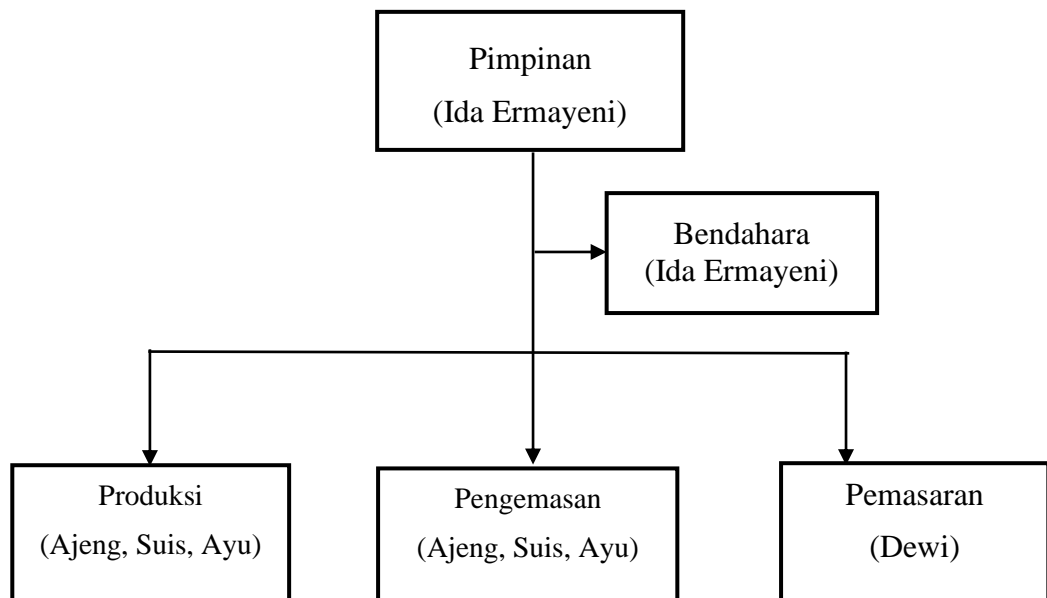 Pimpinan
(Ida Ermayeni)
Bendahara
(Ida Ermayeni)
Produksi
(Ajeng, Suis, Ayu)
Pengemasan
(Ajeng, Suis, Ayu)
Pemasaran
(Dewi)